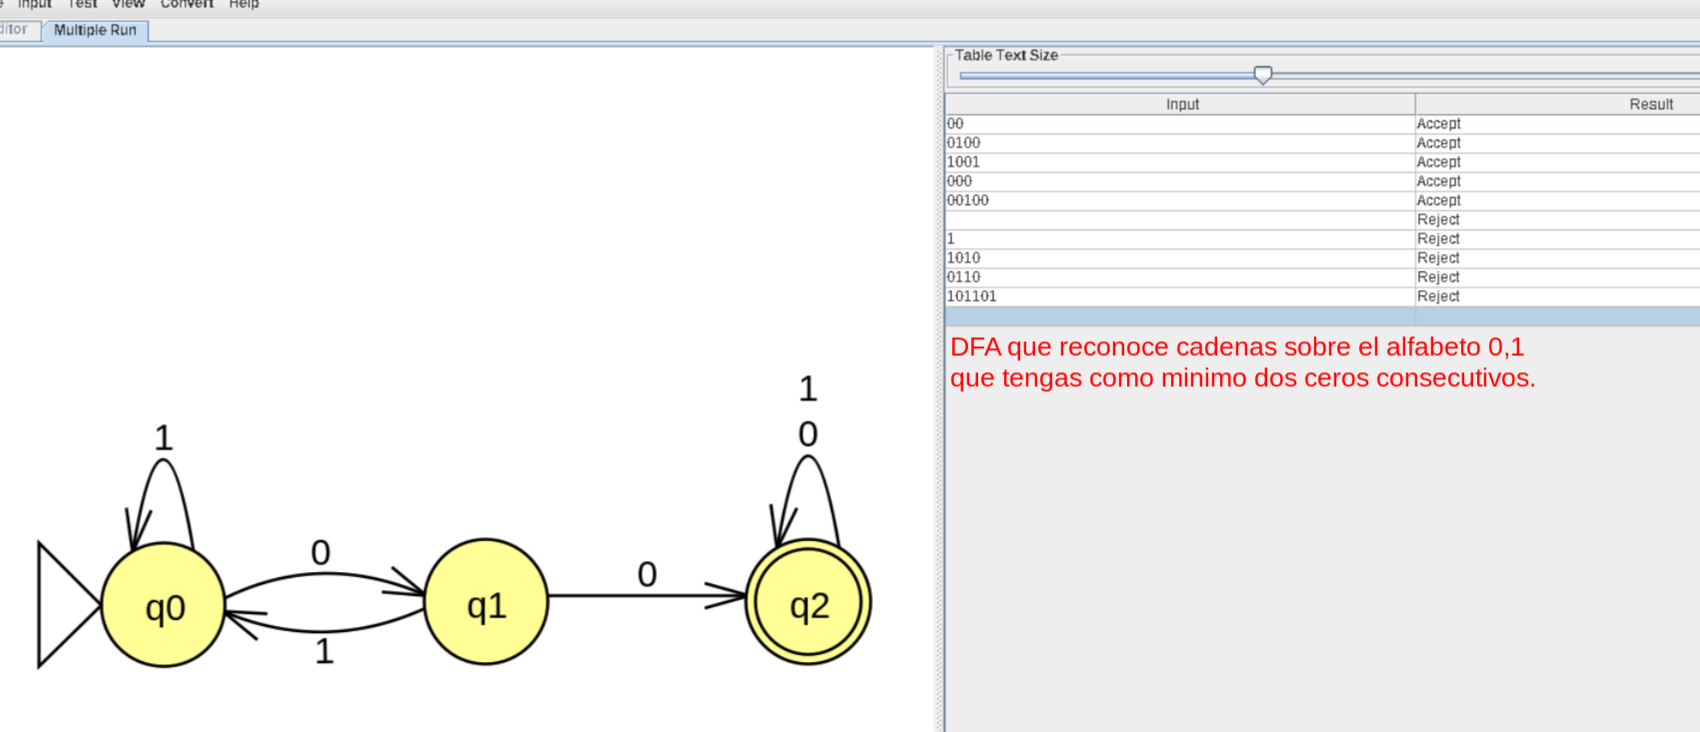 Input Test View Convert Help
ditor Multiple Run
Table Text Size
Input Result
00 Accept
0100 Accept
1001 Accept
000 Accept
00100 Accept
Reject
1 Reject
1010 Reject
0110 Reject
101101 Reject
DFA que reconoce cadenas sobre el alfabeto 0,1
que tengas como minimo dos ceros consecutivos.
1
0
1
0
0
q0
q1
q2
1